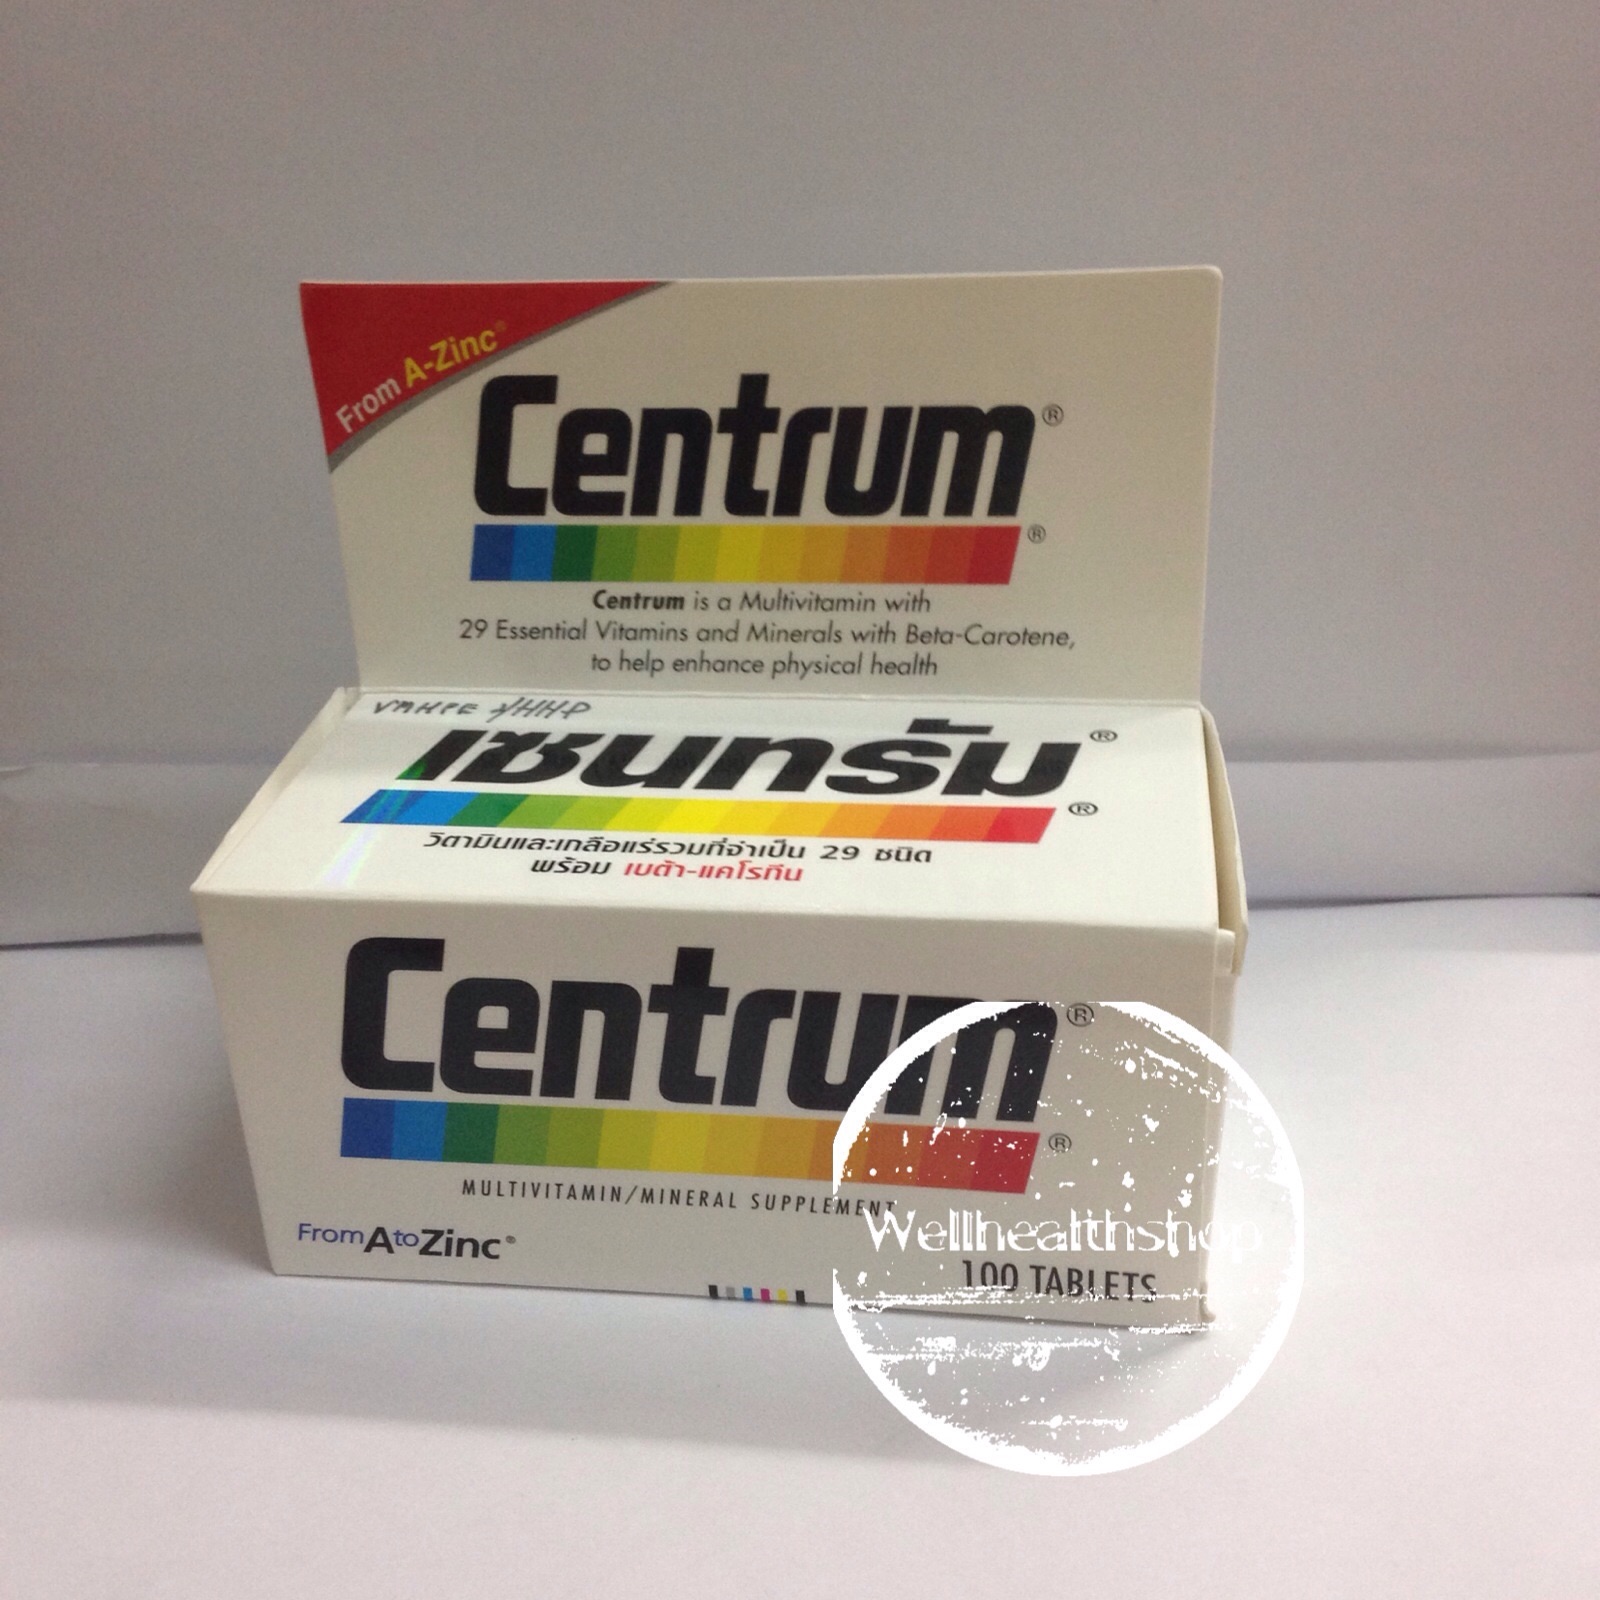 From A-Zinc®
Centrum®
®
Centrum is a Multivitamin with
29 Essential Vitamins and Minerals with Beta-Carotene,
to help enhance physical health
เซนทรัม®
®
วิตามินและเกลือแร่รวมที่จำเป็น 29 ชนิด
พร้อม เบต้า-แคโรทีน
Centrum®
®
MULTIVITAMIN/MINERAL SUPPLEMENT
Wellhealthshop
From A to Zinc®
100 TABLETS